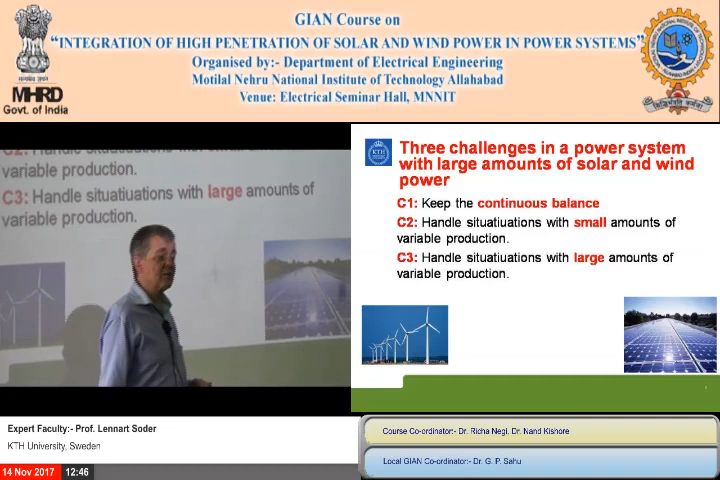 GIAN Course on
“INTEGRATION OF HIGH PENETRATION OF SOLAR AND WIND POWER IN POWER SYSTEMS”
Organised by:- Department of Electrical Engineering
Motilal Nehru National Institute of Technology Allahabad
Venue: Electrical Seminar Hall, MNNIT
MHRD
Govt. of India
variable production.
C3: Handle situatiuations with large amounts of
variable production.
KTH
Three challenges in a power system
with large amounts of solar and wind
power
C1: Keep the continuous balance
C2: Handle situatiuations with small amounts of
variable production.
C3: Handle situatiuations with large amounts of
variable production.
Expert Faculty:- Prof. Lennart Soder
KTH University, Sweden
14 Nov 2017 12:46
Course Co-ordinator:- Dr. Richa Negi, Dr. Nand Kishore
Local GIAN Co-ordinator:- Dr. G. P. Sahu